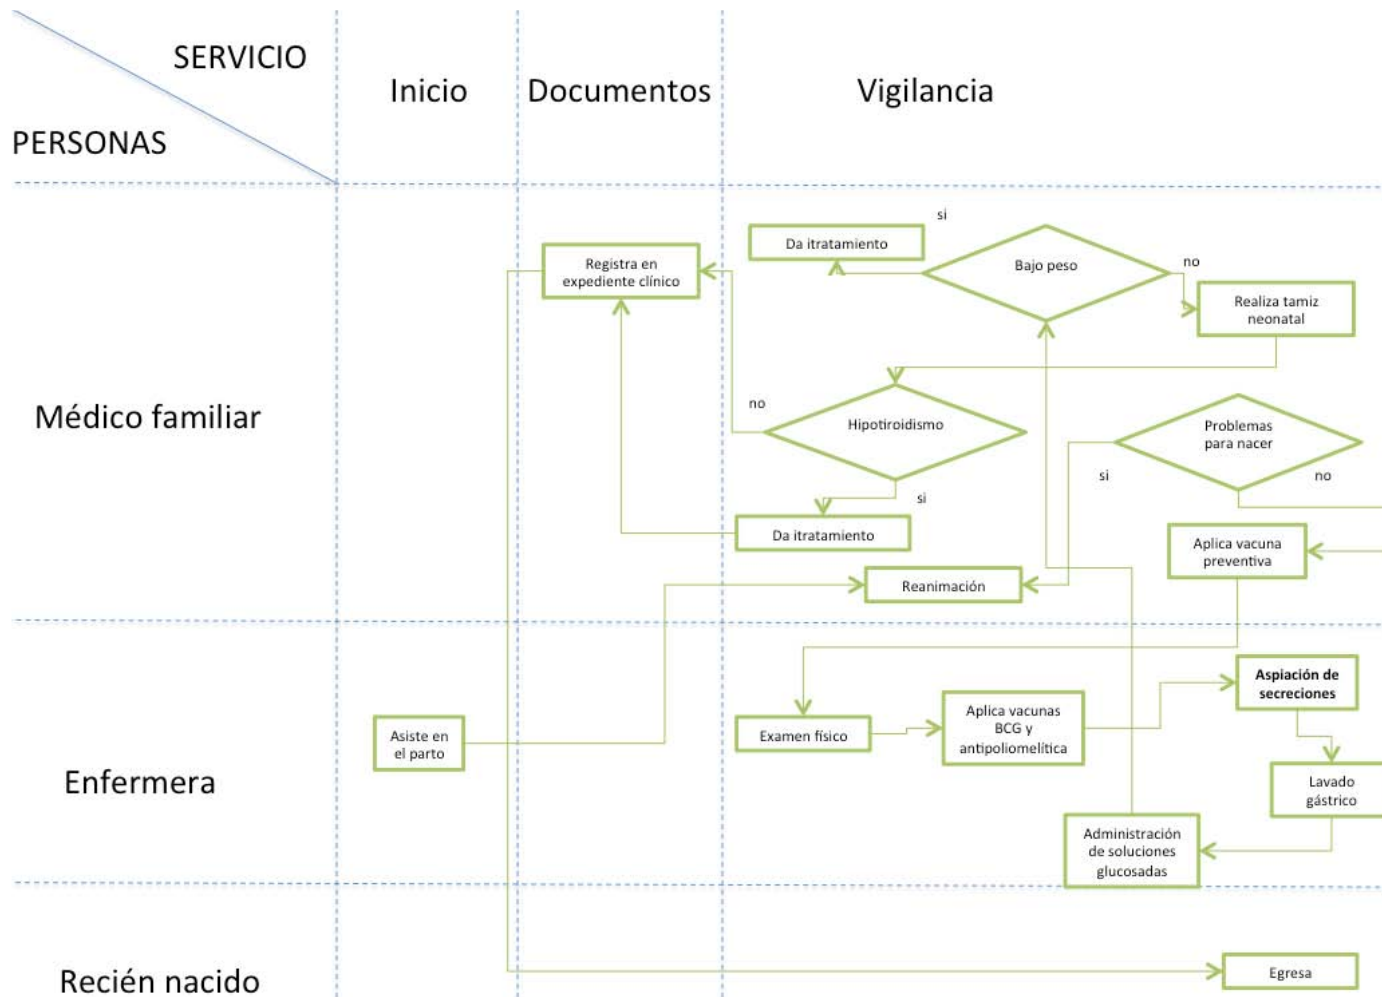 SERVICIO
PERSONAS
Inicio
Documentos
Vigilancia
Médico familiar
Registra en
expediente clínico
Da itratamiento
si
Bajo peso
no
Realiza tamiz
neonatal
no
Hipotiroidismo
si
Da itratamiento
Problemas
para nacer
si
no
Aplica vacuna
preventiva
Reanimación
Enfermera
Asiste en
el parto
Examen físico
Aplica vacunas
BCG y
antipoliomelítica
Aspiación de
secreciones
Lavado
gástrico
Administración
de soluciones
glucosadas
Recién nacido
Egresa